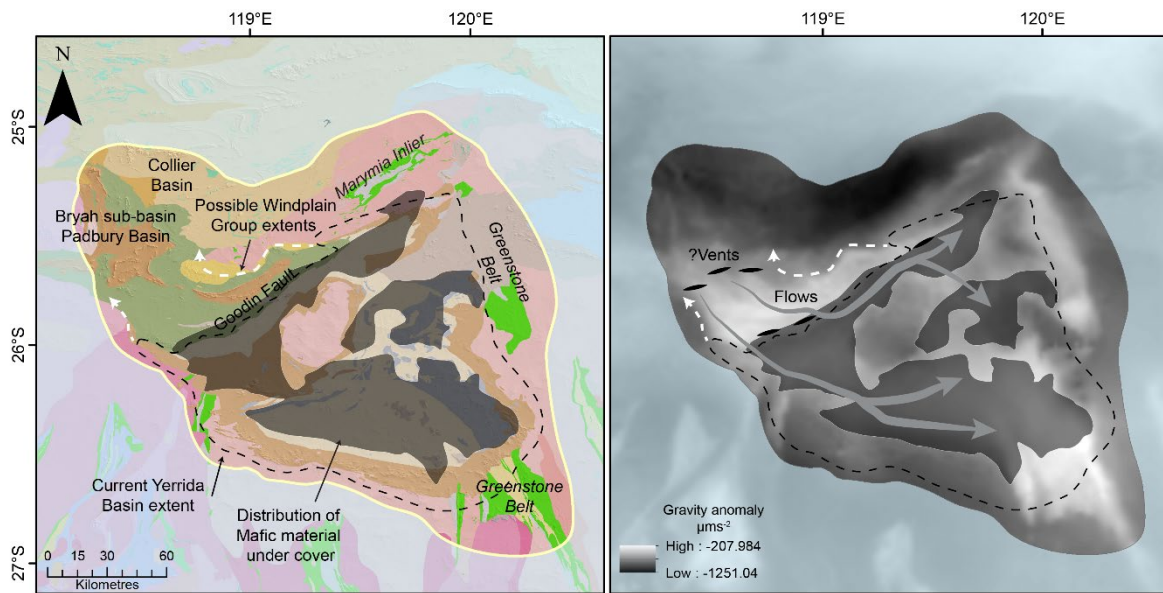 119°E
120°E
119°E
120°E
N
25°S
26°S
27°S
Collier
Basin
Marymia Inlier
?
Bryah sub-basin
Padbury Basin
Possible Windplain
Group extents
Goodin Fault
Greenstone
Belt
Current Yerrida
Basin extent
Distribution of
Mafic material
under cover
Greenstone
Belt
0 15 30 60
Kilometres
?Vents
Flows
Gravity anomaly
µms-2
High : -207.984
Low : -1251.04